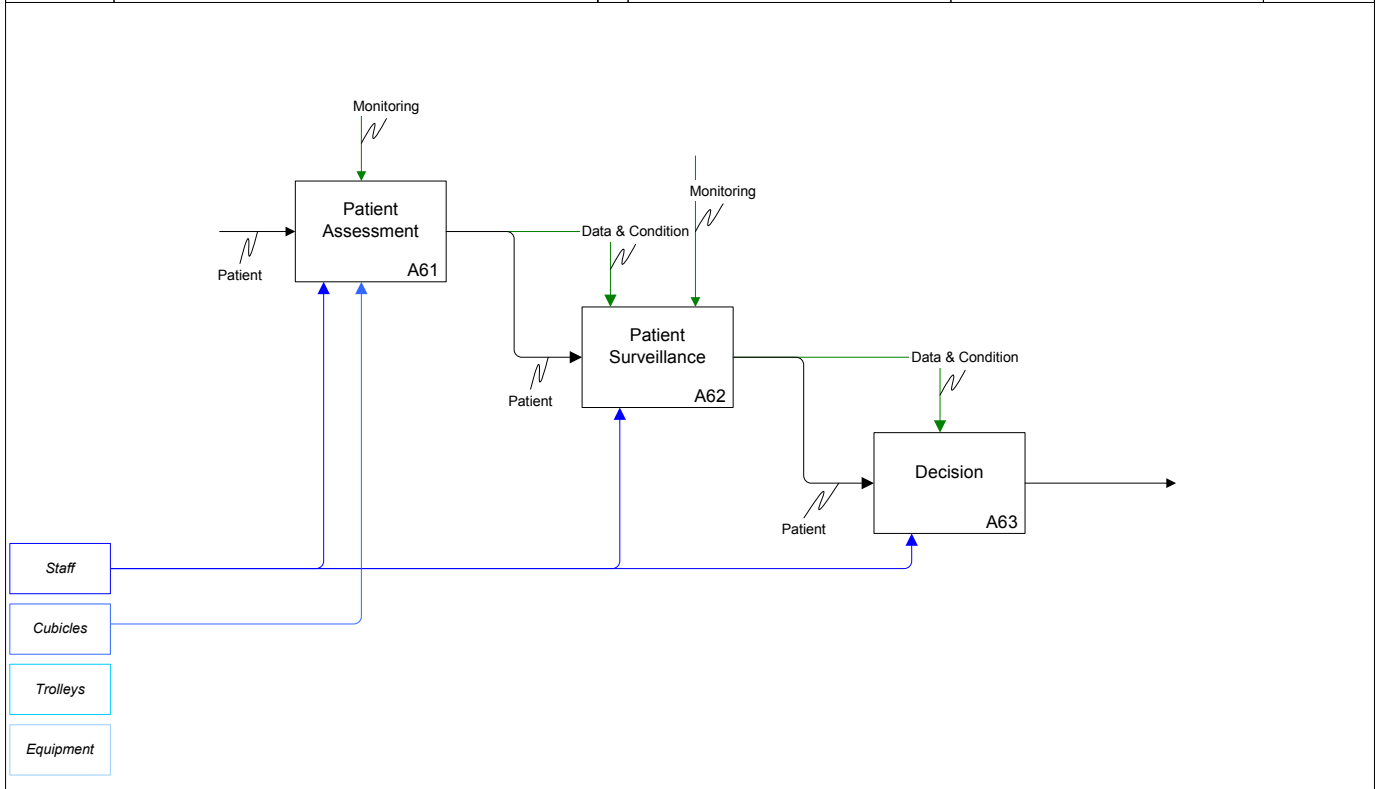 Monitoring
Monitoring
Patient
Assessment
A61
Data & Condition
Patient
Patient
Surveillance
A62
Data & Condition
Patient
Decision
A63
Patient
Staff
Cubicles
Trolleys
Equipment